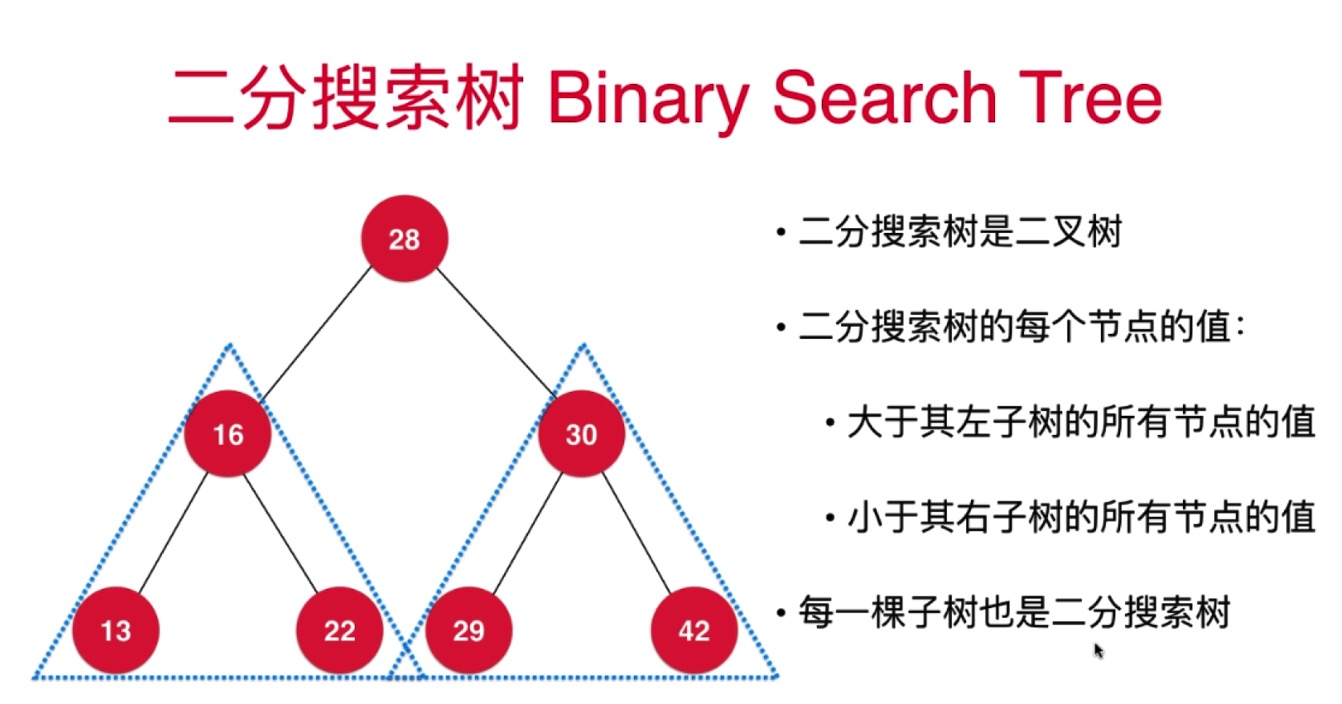 二分搜索树 Binary Search Tree
28
16
30
13
22
29
42
• 二分搜索树是二叉树
• 二分搜索树的每个节点的值：
• 大于其左子树的所有节点的值
• 小于其右子树的所有节点的值
• 每一棵子树也是二分搜索树